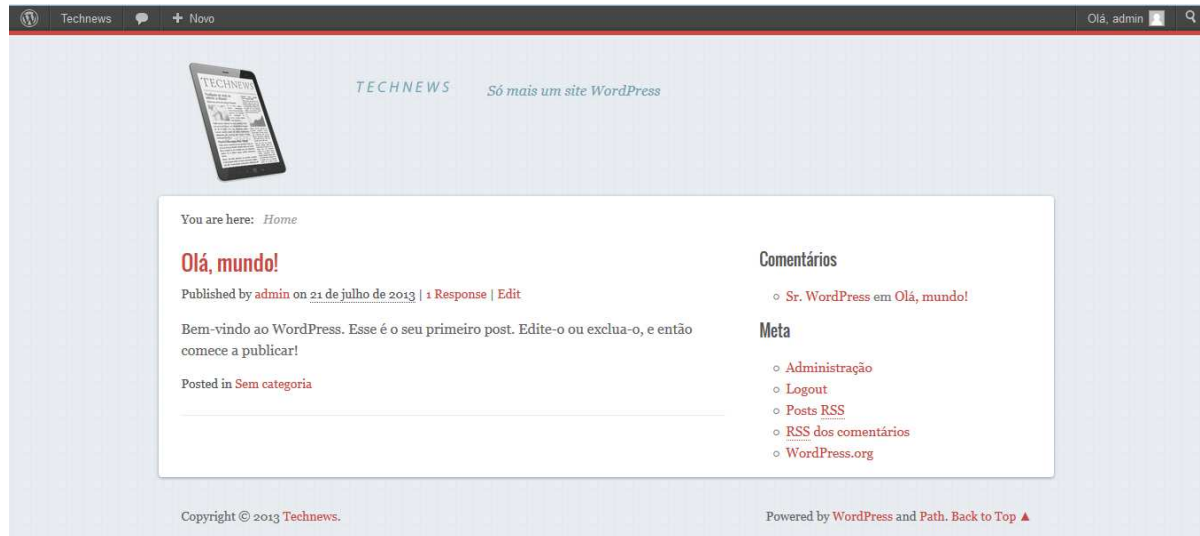 Technews
Novo
Olá, admin
TECHNEWS
TECHNEWS
Só mais um site WordPress
You are here: Home
Olá, mundo!
Published by admin on 21 de julho de 2013 | 1 Response | Edit
Bem-vindo ao WordPress. Esse é o seu primeiro post. Edite-o ou exclua-o, e então
comece a publicar!
Posted in Sem categoria
Comentários
Sr. WordPress em Olá, mundo!
Meta
Administração
Logout
Posts RSS
RSS dos comentários
WordPress.org
Copyright © 2013 Technews.
Powered by WordPress and Path. Back to Top ▲